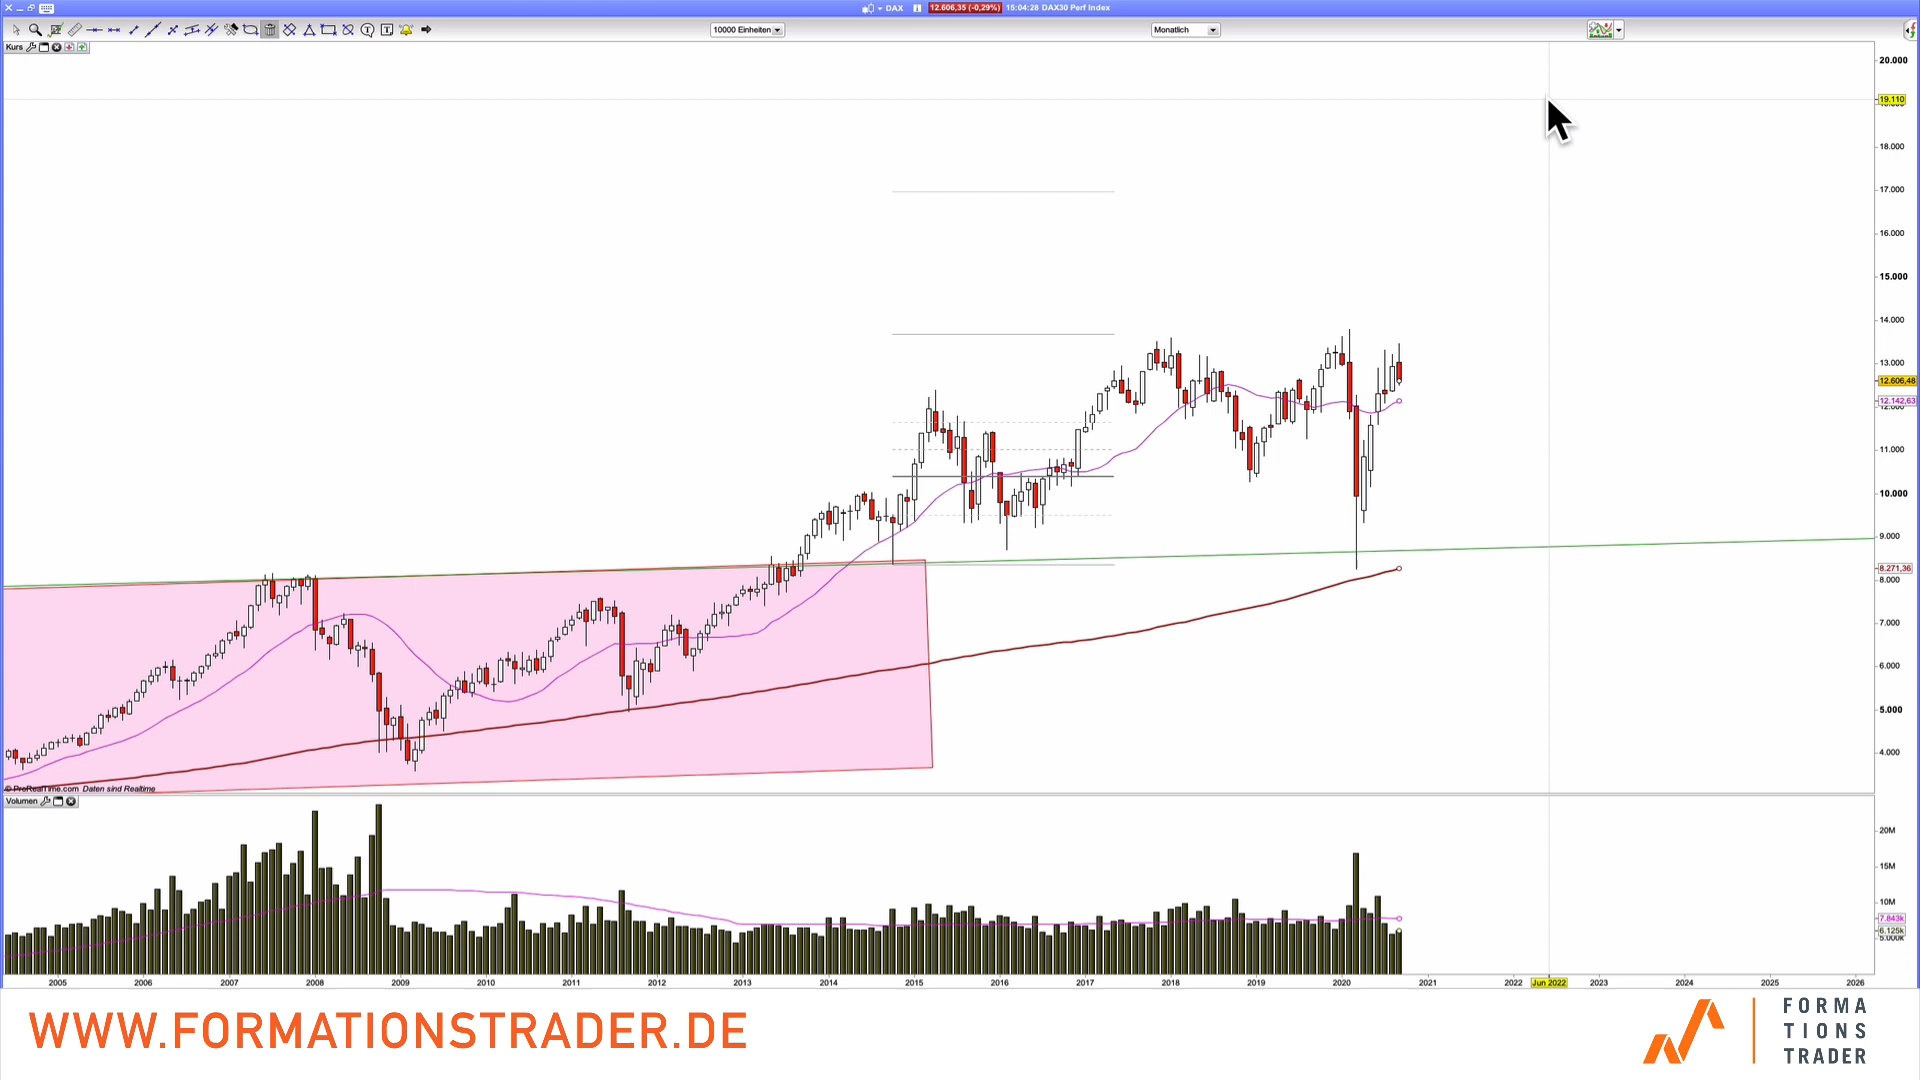 DAX 12.606,35 (-0,29%) 15:04:28 DAX30 Perf Index
10000 Einheiten
Monatlich
Kurs
20.000
19.110
18.000
17.000
16.000
15.000
14.000
13.000
12.606,48
12.142,63
12.000
11.000
10.000
9.000
8.271,36
8.000
7.000
6.000
5.000
4.000
© ProRealTime.com Daten sind Realtime
Volumen
20M
15M
10M
7.843k
6.125k
5.000k
2005 2006 2007 2008 2009 2010 2011 2012 2013 2014 2015 2016 2017 2018 2019 2020 2021 2022 Jun 2022 2023 2024 2025 2026
WWW.FORMATIONSTRADER.DE
FORMA
TIONS
TRADER